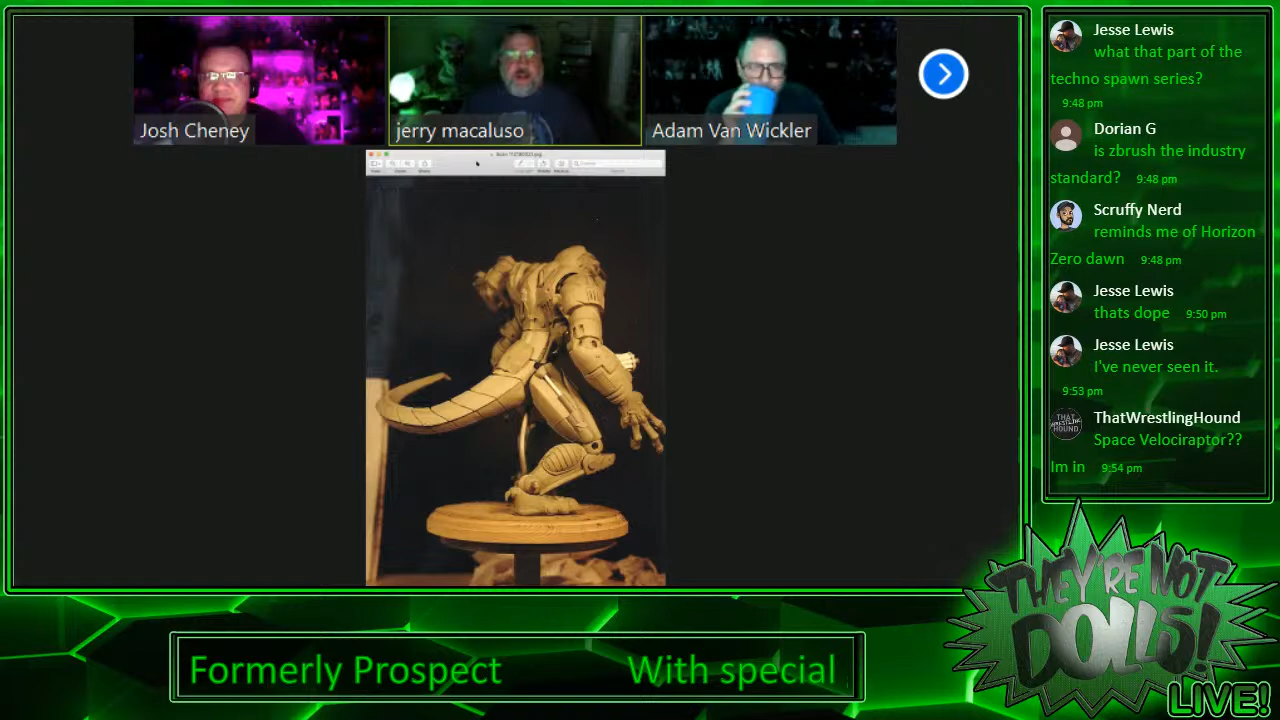 Josh Cheney
jerry macaluso
Adam Van Wickler
Jesse Lewis
what that part of the
techno spawn series?
9:48 pm
Dorian G
is zbrush the industry
standard? 9:48 pm
Scruffy Nerd
reminds me of Horizon
Zero dawn 9:48 pm
Jesse Lewis
thats dope 9:50 pm
Jesse Lewis
I've never seen it.
9:53 pm
ThatWrestlingHound
Space Velociraptor??
Im in 9:54 pm
THEY'RE NOT
DOLLS!
LIVE!
Formerly Prospect With special